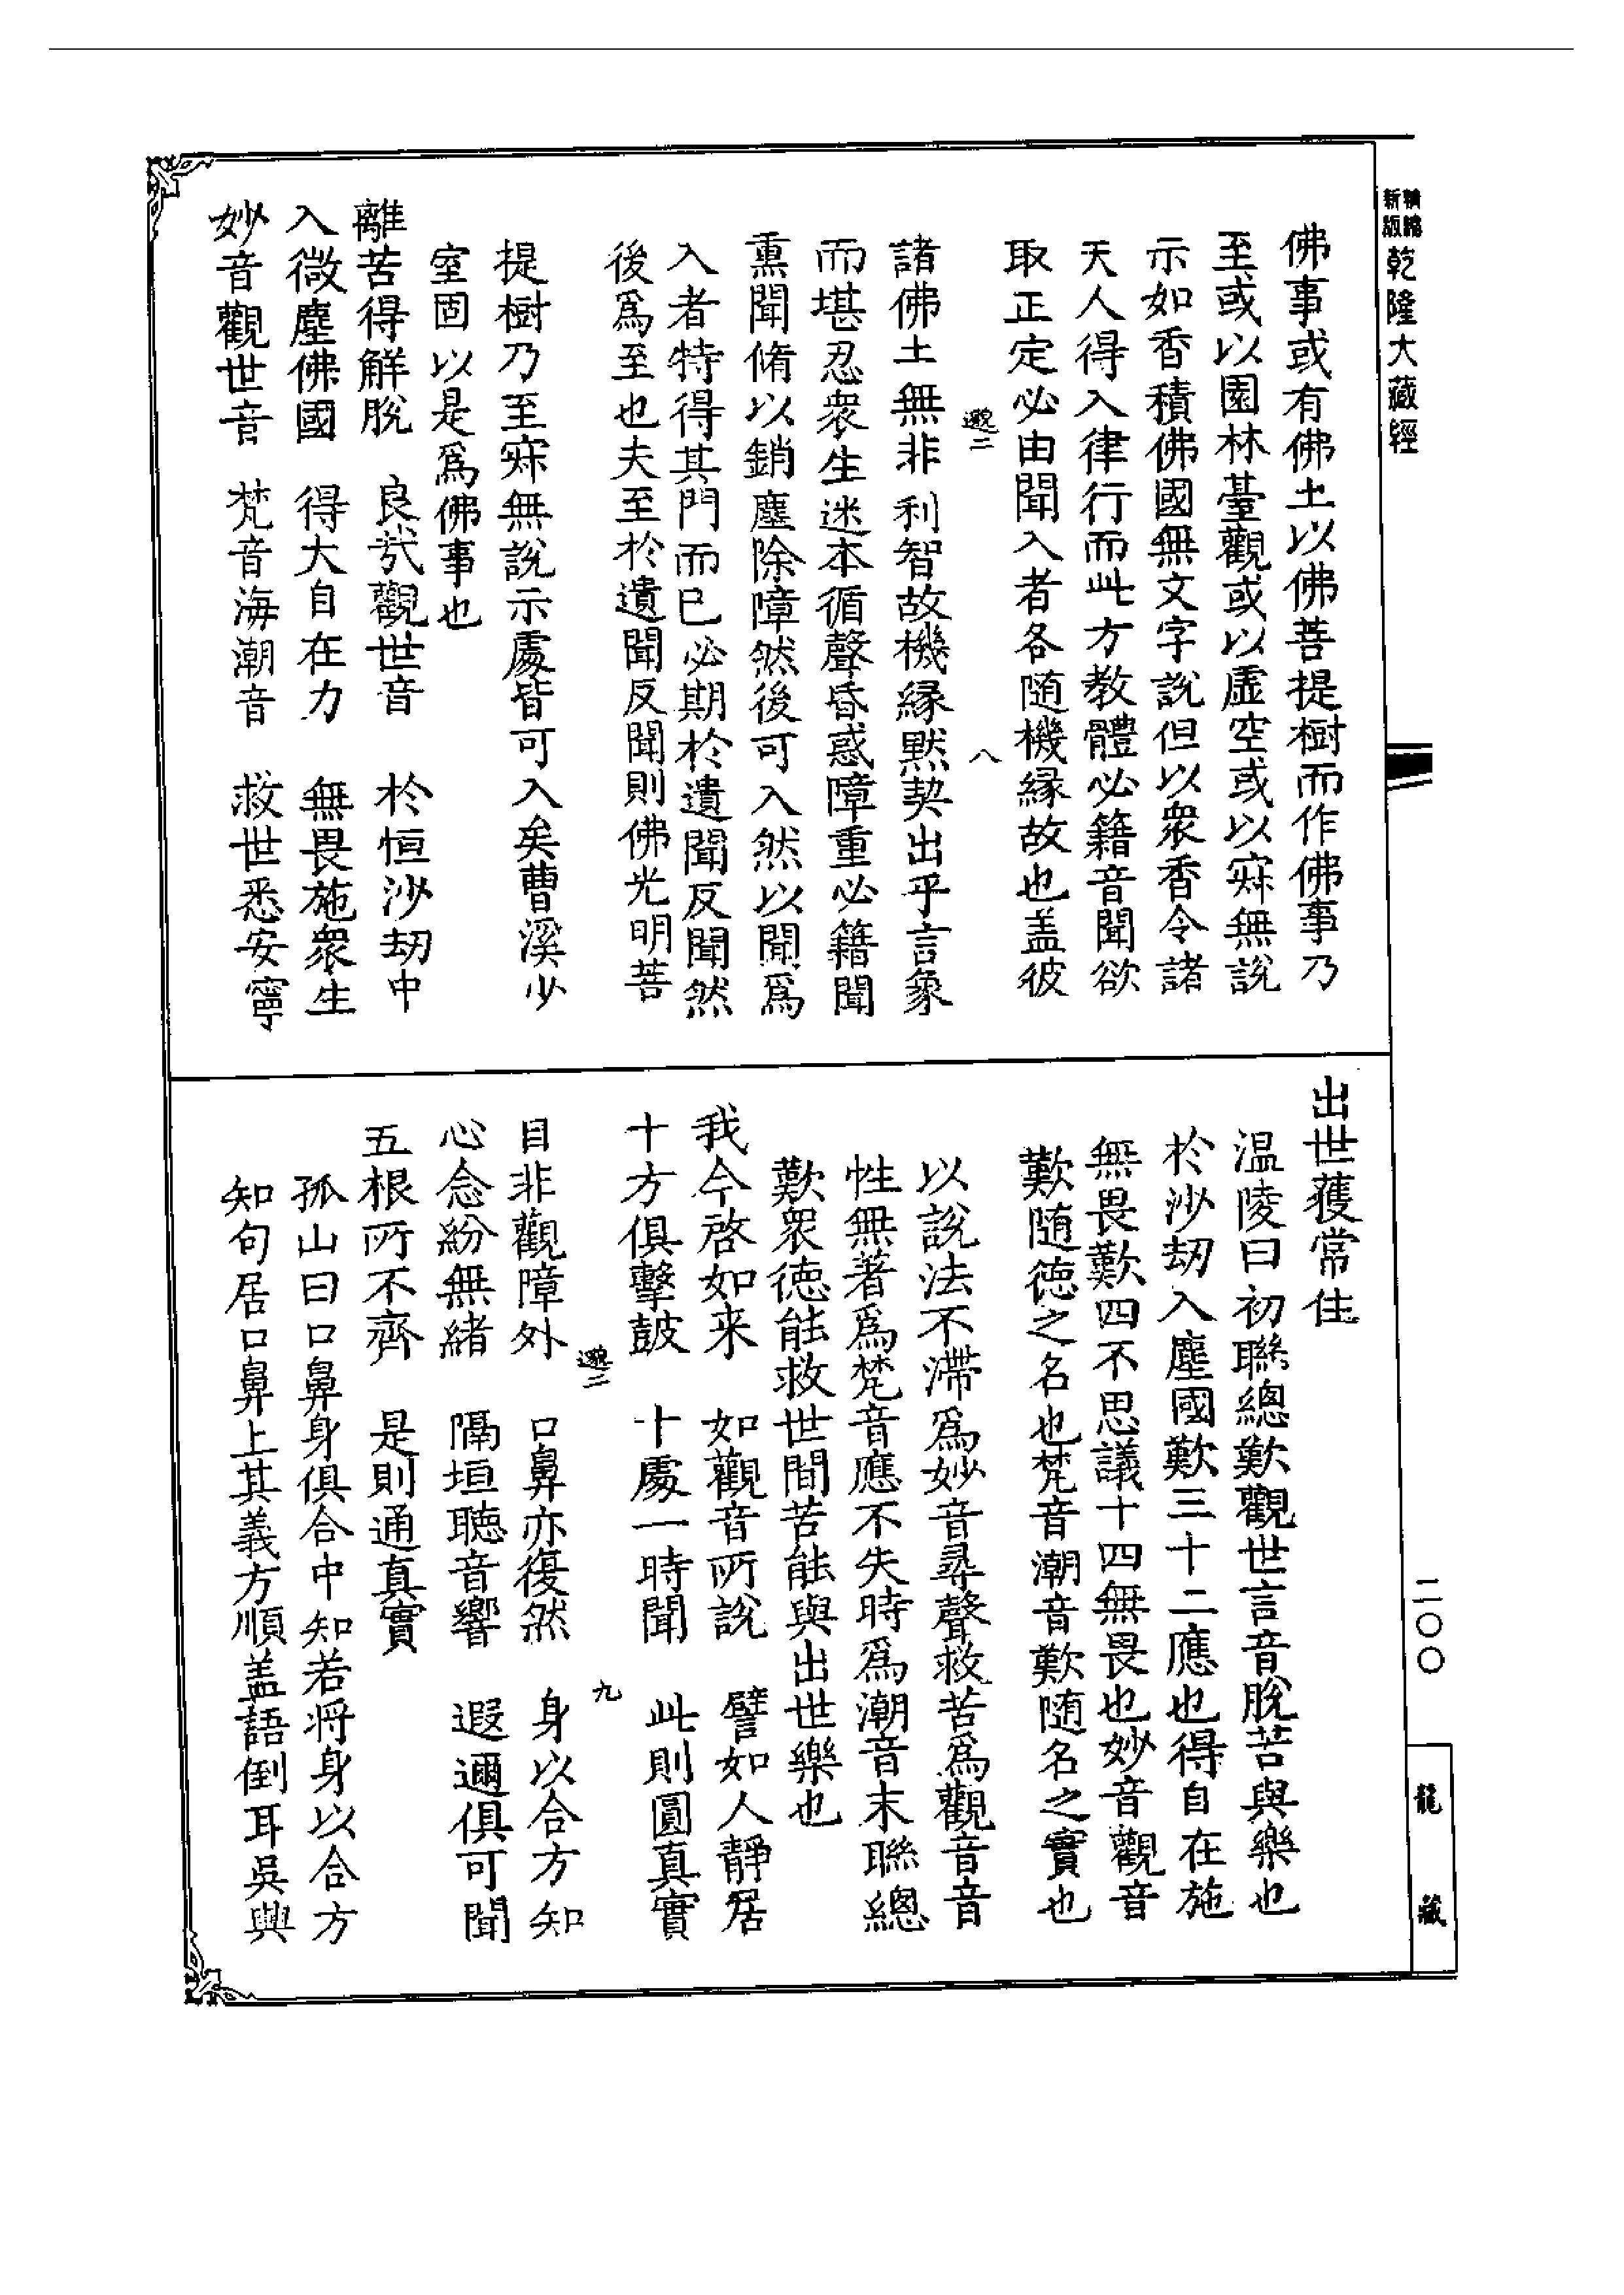 新編縮版乾隆大藏經
佛事或有佛土以佛菩提樹而作佛事乃
至或以園林臺觀或以虛空或以寂無說
示如香積佛國無文字說但以衆香令諸
天人得入律行而此方教體必籍音聞欲
取正定必由聞入者各随機緣故也盖彼
邈二
八
諸佛土無非利智故機緣黙契出乎言象
而堪忍衆生迷本循聲昏惑障重必籍聞
熏聞脩以銷塵除障然後可入然以聞爲
入者特得其門而已必期於遺聞反聞然
後爲至也夫至於遺聞反聞則佛光明菩
提樹乃至寂無說示處皆可入矣曹溪少
室固以是爲佛事也
離苦得解脫 良哉觀世音 於恒沙劫中
入微塵佛國 得大自在力 無畏施衆生
妙音觀世音 梵音海潮音 救世悉安寧
出世獲常住
温陵曰初聯總歎觀世言音脫苦與樂也
於沙劫入塵國歎三十二應也得自在施
無畏歎四不思議十四無畏也妙音觀音
歎随德之名也梵音潮音歎随名之實也
以說法不滯爲妙音尋聲救苦爲觀音音
性無著爲梵音應不失時爲潮音末聯總
歎衆徳能救世間苦能與出世樂也
我今啓如来 如觀音所說 譬如人靜居
十方俱擊鼓 十處一時聞 此則圓真實
邈二
九
目非觀障外 口鼻亦復然 身以合方知
心念紛無緒 隔垣聴音響 遐邇俱可聞
五根所不齊 是則通真實
孤山曰口鼻身俱合中知若将身以合方
知句居口鼻上其義方順盖語倒耳吳興
二〇〇
龍藏